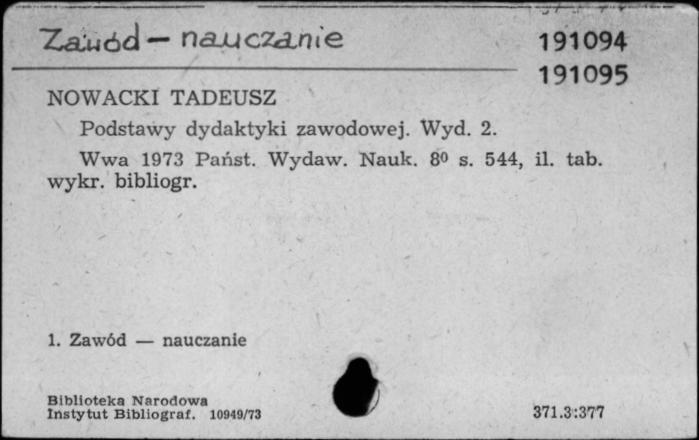 Zawód – nauczanie
191094
191095
NOWACKI TADEUSZ
Podstawy dydaktyki zawodowej. Wyd. 2.
Wwa 1973 Państ. Wydaw. Nauk. 8⁰ s. 544, il. tab.
wykr. bibliogr.
1. Zawód — nauczanie
Biblioteka Narodowa
Instytut Bibliograf. 10949/73
371.3:377